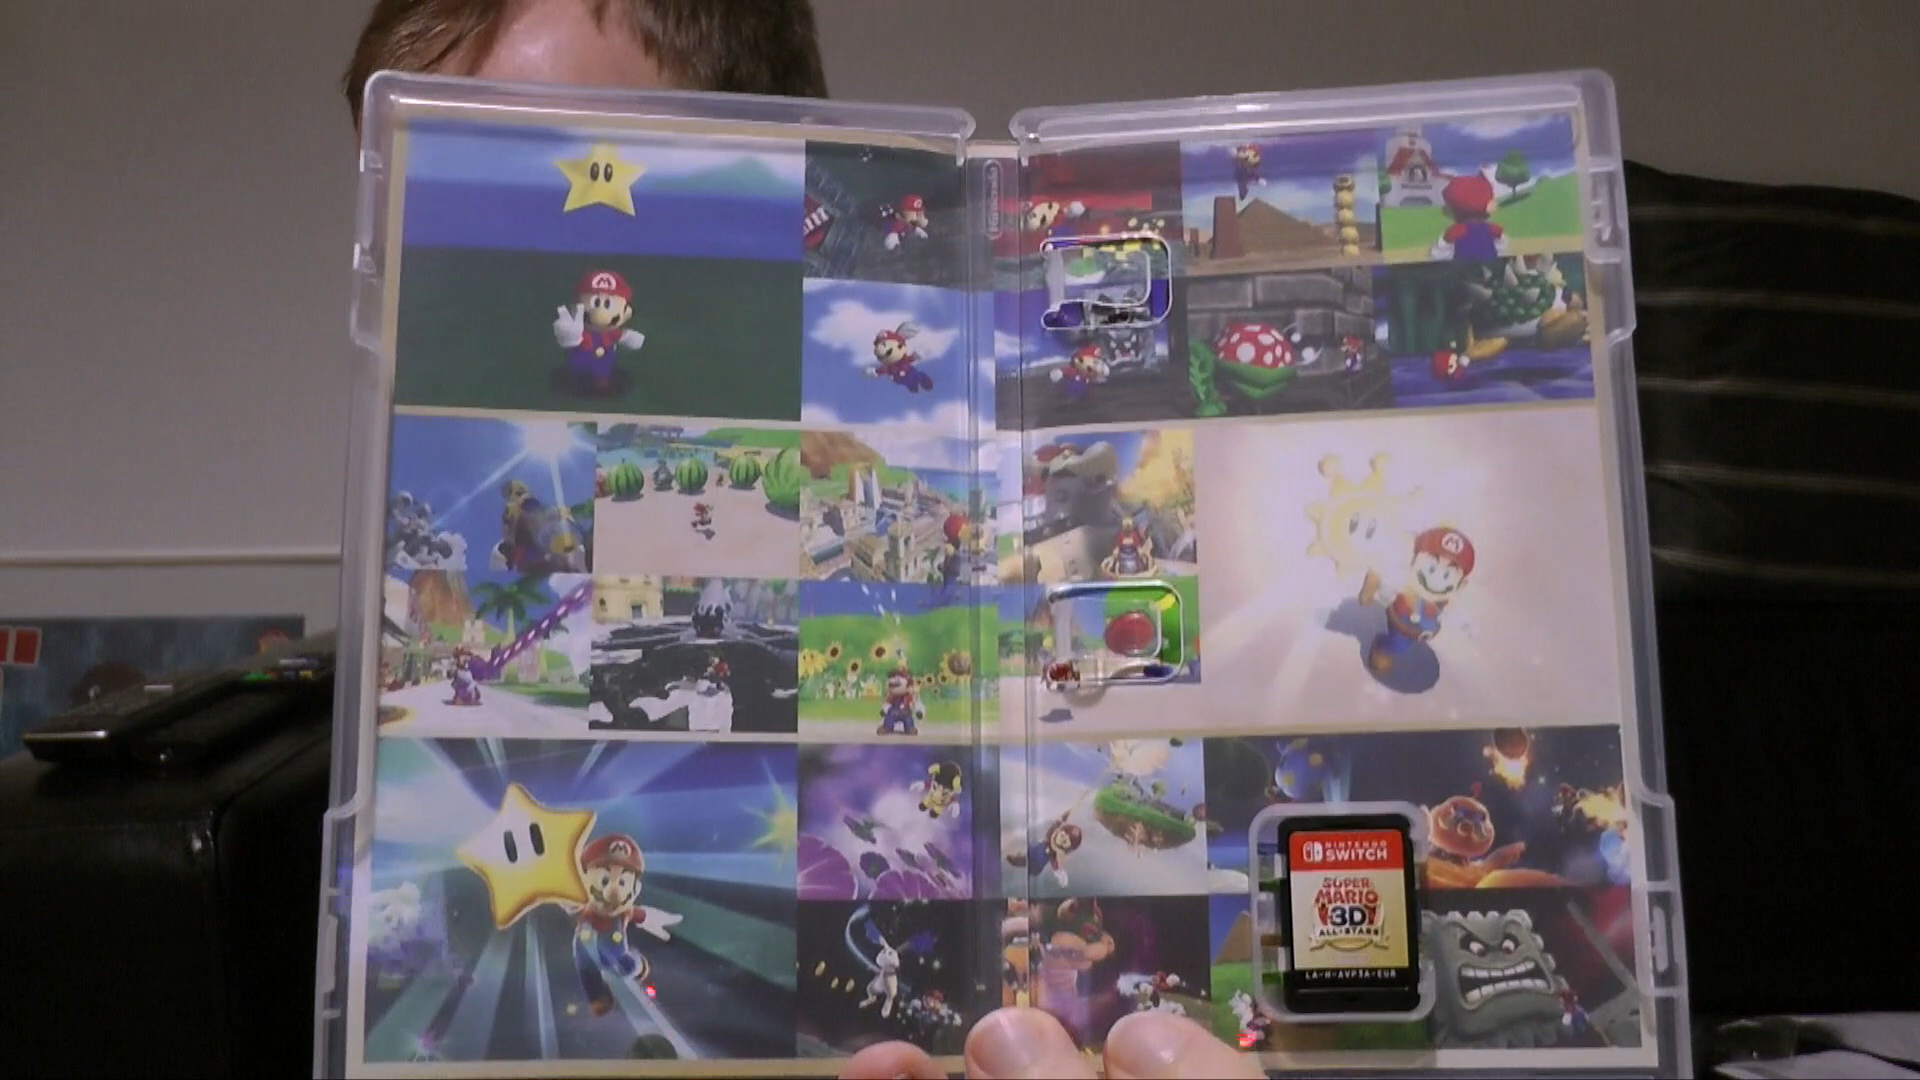 NINTENDO
SWITCH
SUPER
MARIO
3D
ALL-STARS
LA-H-AVP3A-EUR